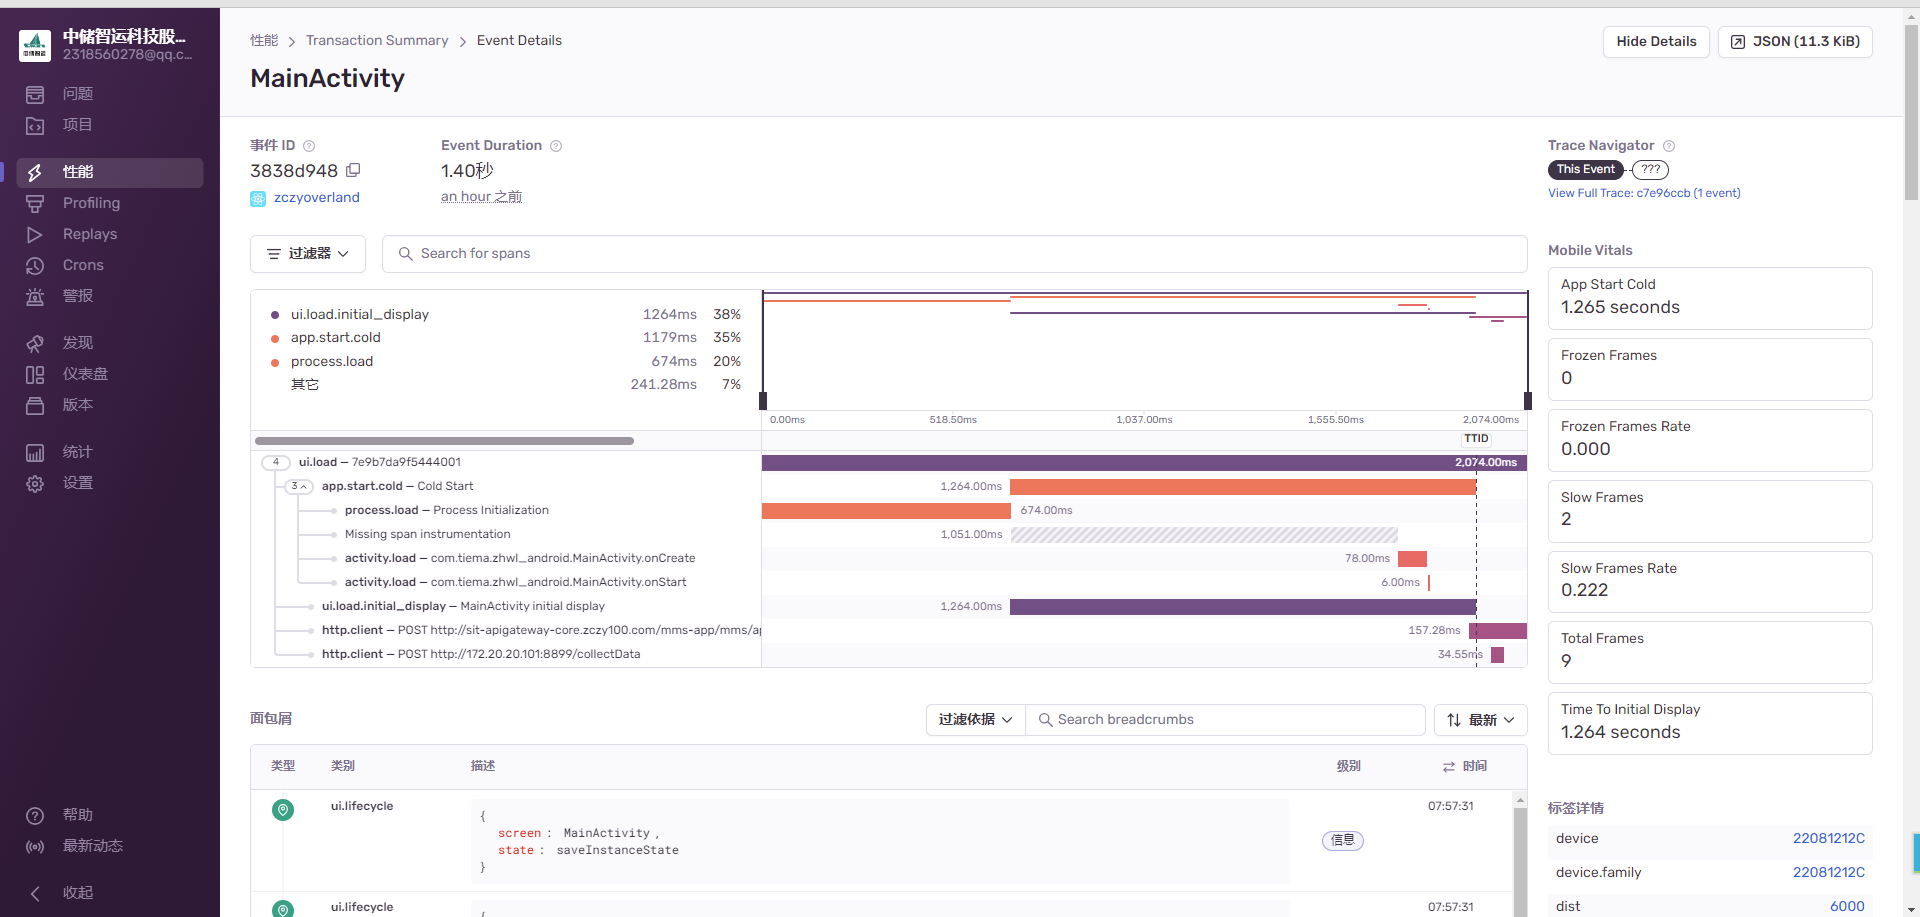 中储智运科技股...
2318560278@qq.c...
问题
项目
性能
Profiling
Replays
Crons
警报
发现
仪表盘
版本
统计
设置
帮助
最新动态
收起
性能 > Transaction Summary > Event Details
MainActivity
Hide Details
JSON (11.3 KiB)
事件 ID
3838d948
zczyoverland
Event Duration
1.40秒
an hour 之前
过滤器
Search for spans
ui.load.initial_display 1264ms 38%
app.start.cold 1179ms 35%
process.load 674ms 20%
其它 241.28ms 7%
0.00ms 518.50ms 1,037.00ms 1,555.50ms 2,074.00ms
TTID
4 ui.load — 7e9b7da9f5444001 2,074.00ms
3 app.start.cold — Cold Start 1,264.00ms
process.load — Process Initialization 674.00ms
Missing span instrumentation 1,051.00ms
activity.load — com.tiema.zhwl_android.MainActivity.onCreate 78.00ms
activity.load — com.tiema.zhwl_android.MainActivity.onStart 6.00ms
ui.load.initial_display — MainActivity initial display 1,264.00ms
http.client — POST http://sit-apigateway-core.zczy100.com/mms-app/mms/ap 157.28ms
http.client — POST http://172.20.20.101:8899/collectData 34.55ms
面包屑
过滤依据
Search breadcrumbs
最新
类型 类别 描述 级别 时间
ui.lifecycle
{
screen : MainActivity ,
state : saveInstanceState
}
信息
07:57:31
ui.lifecycle
{
07:57:31
Trace Navigator
This Event
???
View Full Trace: c7e96ccb (1 event)
Mobile Vitals
App Start Cold
1.265 seconds
Frozen Frames
0
Frozen Frames Rate
0.000
Slow Frames
2
Slow Frames Rate
0.222
Total Frames
9
Time To Initial Display
1.264 seconds
标签详情
device 22081212C
device.family 22081212C
dist 6000